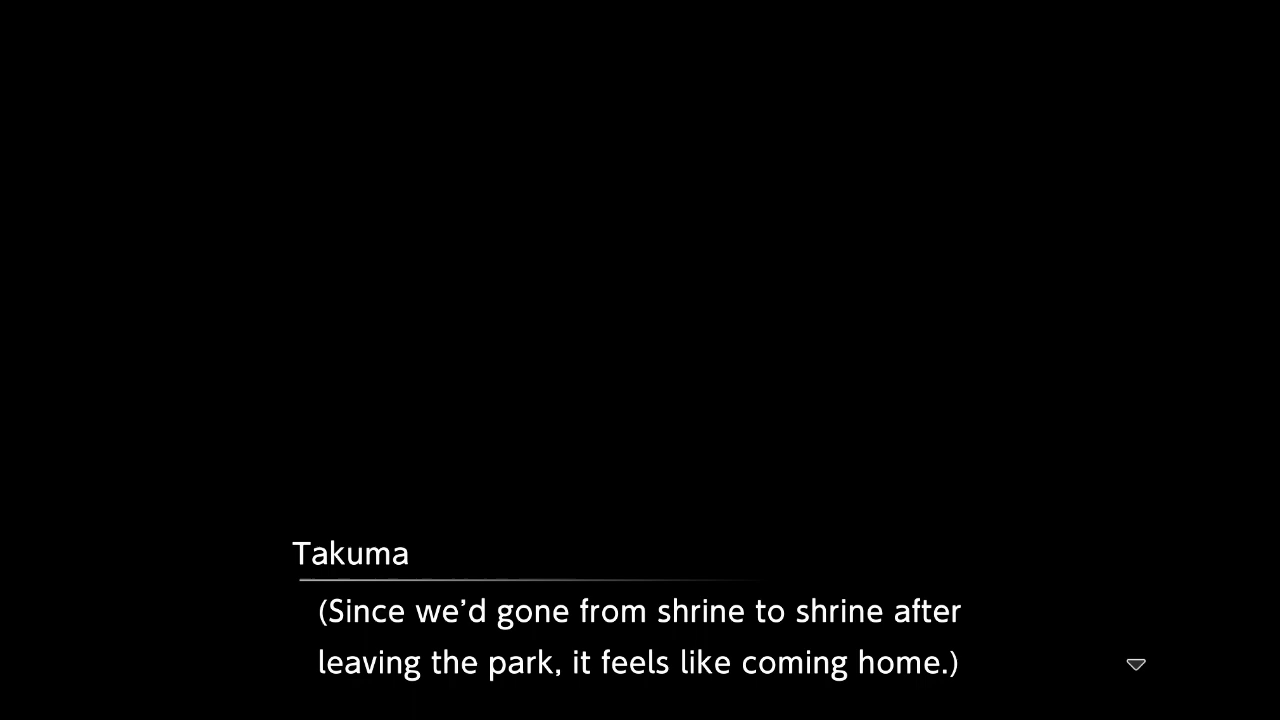 Takuma
(Since we’d gone from shrine to shrine after
leaving the park, it feels like coming home.)